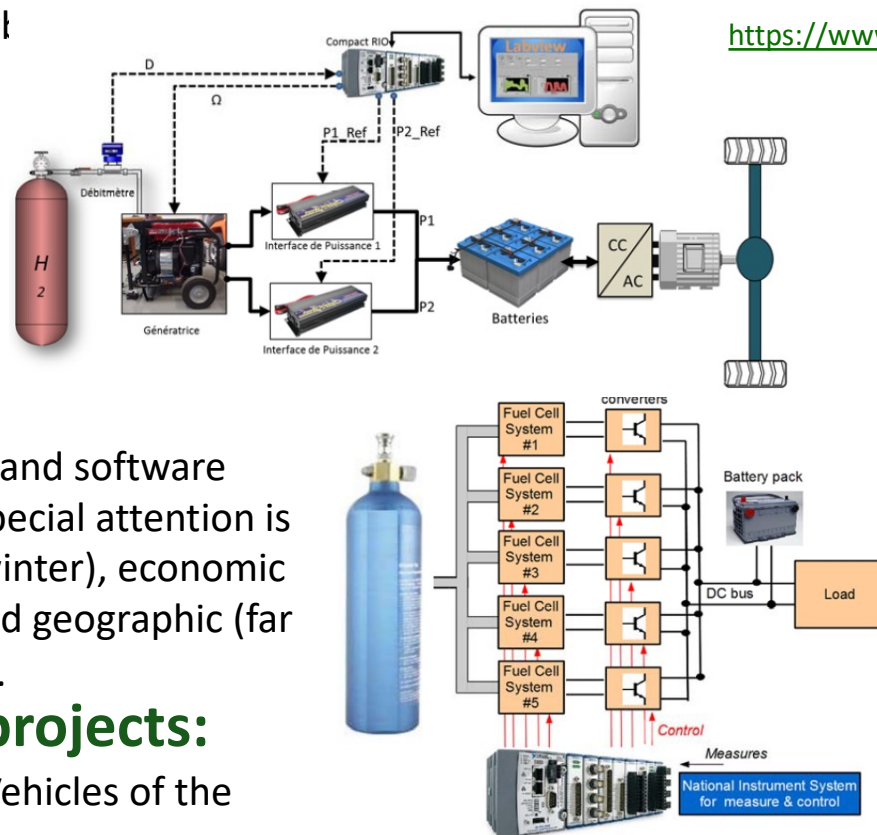 https://www
Compact RIO
Labview
D
Ω
P1_Ref
P2_Ref
Débitmètre
H
2
Génératrice
Interface de Puissance 1
P1
Interface de Puissance 2
P2
Batteries
CC
AC
and software
pecial attention is
inter), economic
d geographic (far
.
projects:
ehicles of the
converters
Fuel Cell
System
#1
Fuel Cell
System
#2
Fuel Cell
System
#3
Fuel Cell
System
#4
Fuel Cell
System
#5
Battery pack
DC bus
Load
Control
Measures
National Instrument System
for measure & control